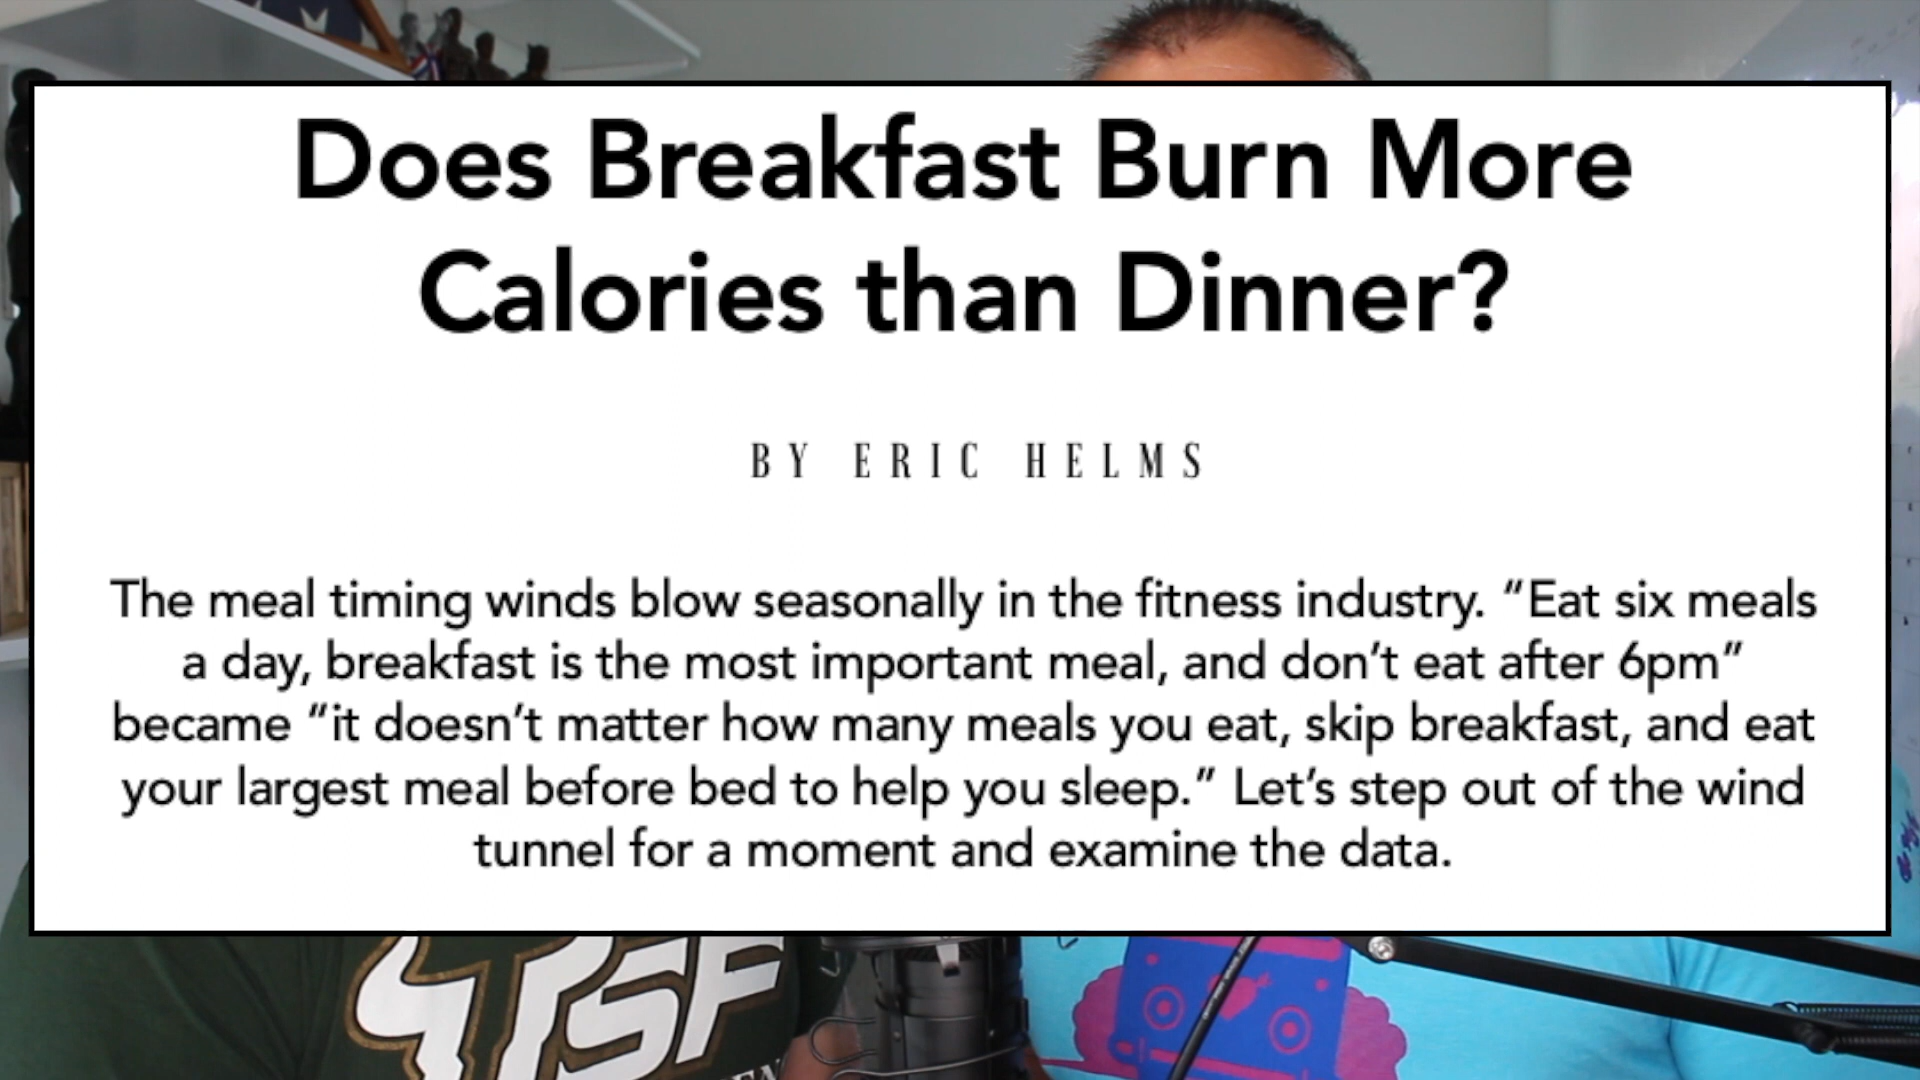 Does Breakfast Burn More
Calories than Dinner?
BY ERIC HELMS
The meal timing winds blow seasonally in the fitness industry. “Eat six meals
a day, breakfast is the most important meal, and don’t eat after 6pm”
became “it doesn’t matter how many meals you eat, skip breakfast, and eat
your largest meal before bed to help you sleep.” Let’s step out of the wind
tunnel for a moment and examine the data.
USF